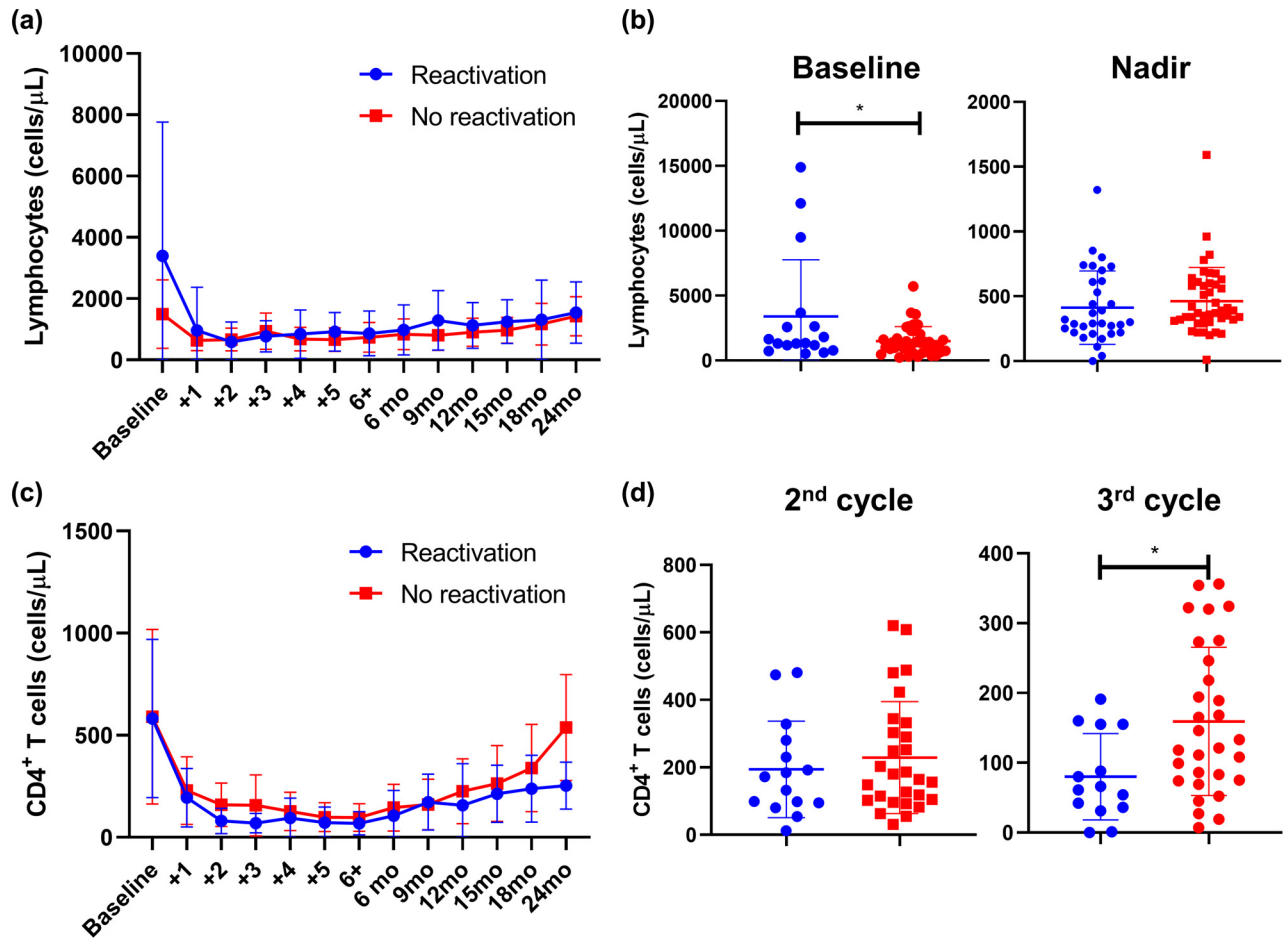 (a)
Lymphocytes (cells/μL)
10000
8000
6000
4000
2000
0
Reactivation
No reactivation
Baseline
+1
+2
+3
+4
+5
6+
6 mo
9mo
12mo
15mo
18mo
24mo
(b)
Baseline
Lymphocytes (cells/μL)
20000
15000
10000
5000
0
*
Nadir
2000
1500
1000
500
0
(c)
CD4⁺ T cells (cells/μL)
1500
1000
500
0
Reactivation
No reactivation
Baseline
+1
+2
+3
+4
+5
6+
6 mo
9mo
12mo
15mo
18mo
24mo
(d)
2ⁿᵈ cycle
CD4⁺ T cells (cells/μL)
800
600
400
200
0
3ʳᵈ cycle
400
300
200
100
0
*